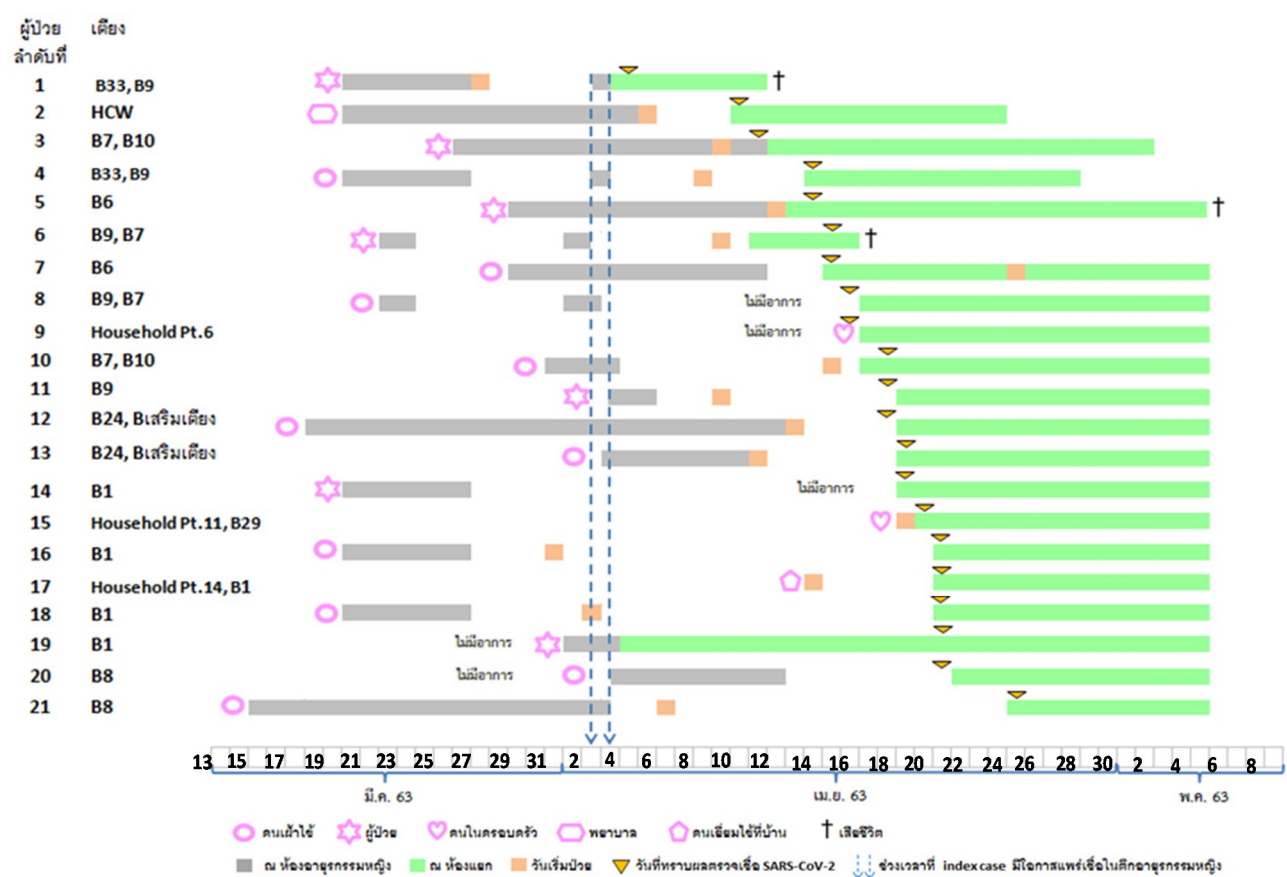 ผู้ป่วย เตียง
ลำดับที่
1 B33, B9
2 HCW
3 B7, B10
4 B33, B9
5 B6
6 B9, B7
7 B6
8 B9, B7 ไม่มีอาการ
9 Household Pt.6 ไม่มีอาการ
10 B7, B10
11 B9
12 B24, Bเสริมเตียง
13 B24, Bเสริมเตียง
14 B1 ไม่มีอาการ
15 Household Pt.11, B29
16 B1
17 Household Pt.14, B1
18 B1
19 B1 ไม่มีอาการ
20 B8 ไม่มีอาการ
21 B8
13 15 17 19 21 23 25 27 29 31 2 4 6 8 10 12 14 16 18 20 22 24 26 28 30 2 4 6 8
มี.ค. 63 เม.ย. 63 พ.ค. 63
คนเฝ้าไข้ ผู้ป่วย คนในครอบครัว พยาบาล คนเยี่ยมไข้ที่บ้าน เสียชีวิต
ณ ห้องอายุรกรรมหญิง ณ ห้องแยก วันเริ่มป่วย วันที่ทราบผลตรวจเชื้อ SARS-CoV-2 ช่วงเวลาที่ index case มีโอกาสแพร่เชื้อในตึกอายุรกรรมหญิง